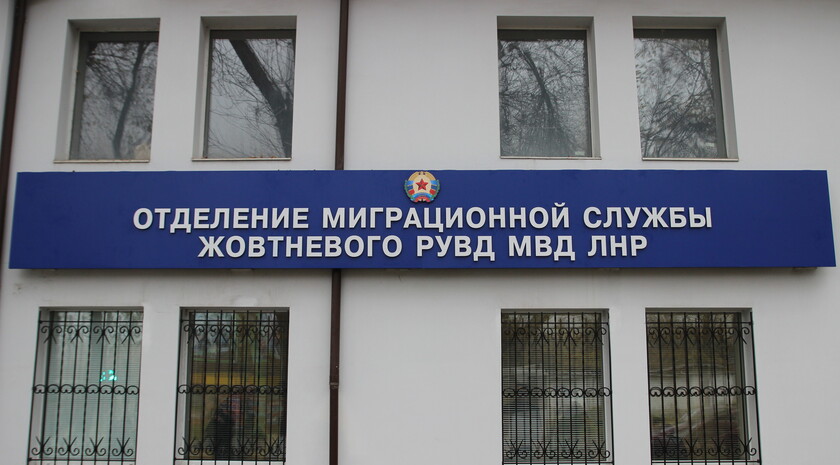 ОТДЕЛЕНИЕ МИГРАЦИОННОЙ СЛУЖБЫ
ЖОВТНЕВОГО РУВД МВД ЛНР